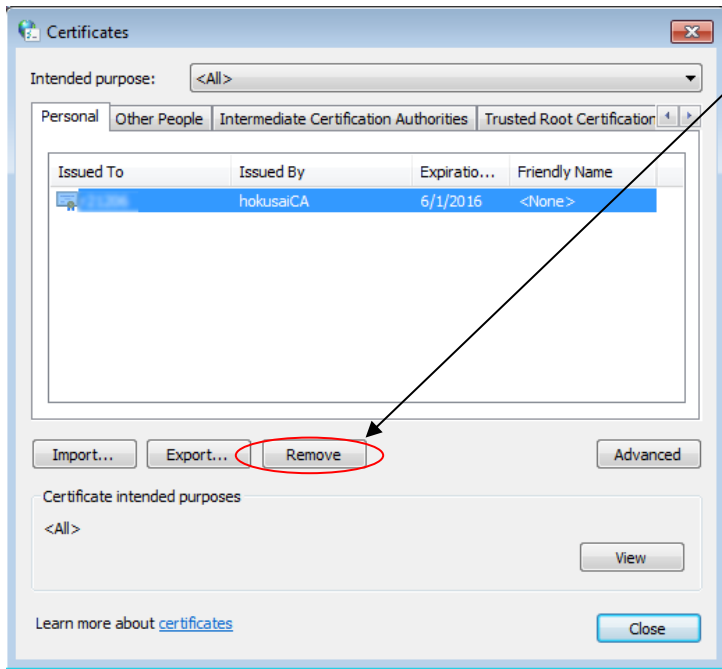 Certificates
Intended purpose: <All>
Personal Other People Intermediate Certification Authorities Trusted Root Certification
Issued To Issued By Expiratio... Friendly Name
hokusaiCA 6/1/2016 <None>
Import... Export... Remove Advanced
Certificate intended purposes
<All>
View
Learn more about certificates
Close